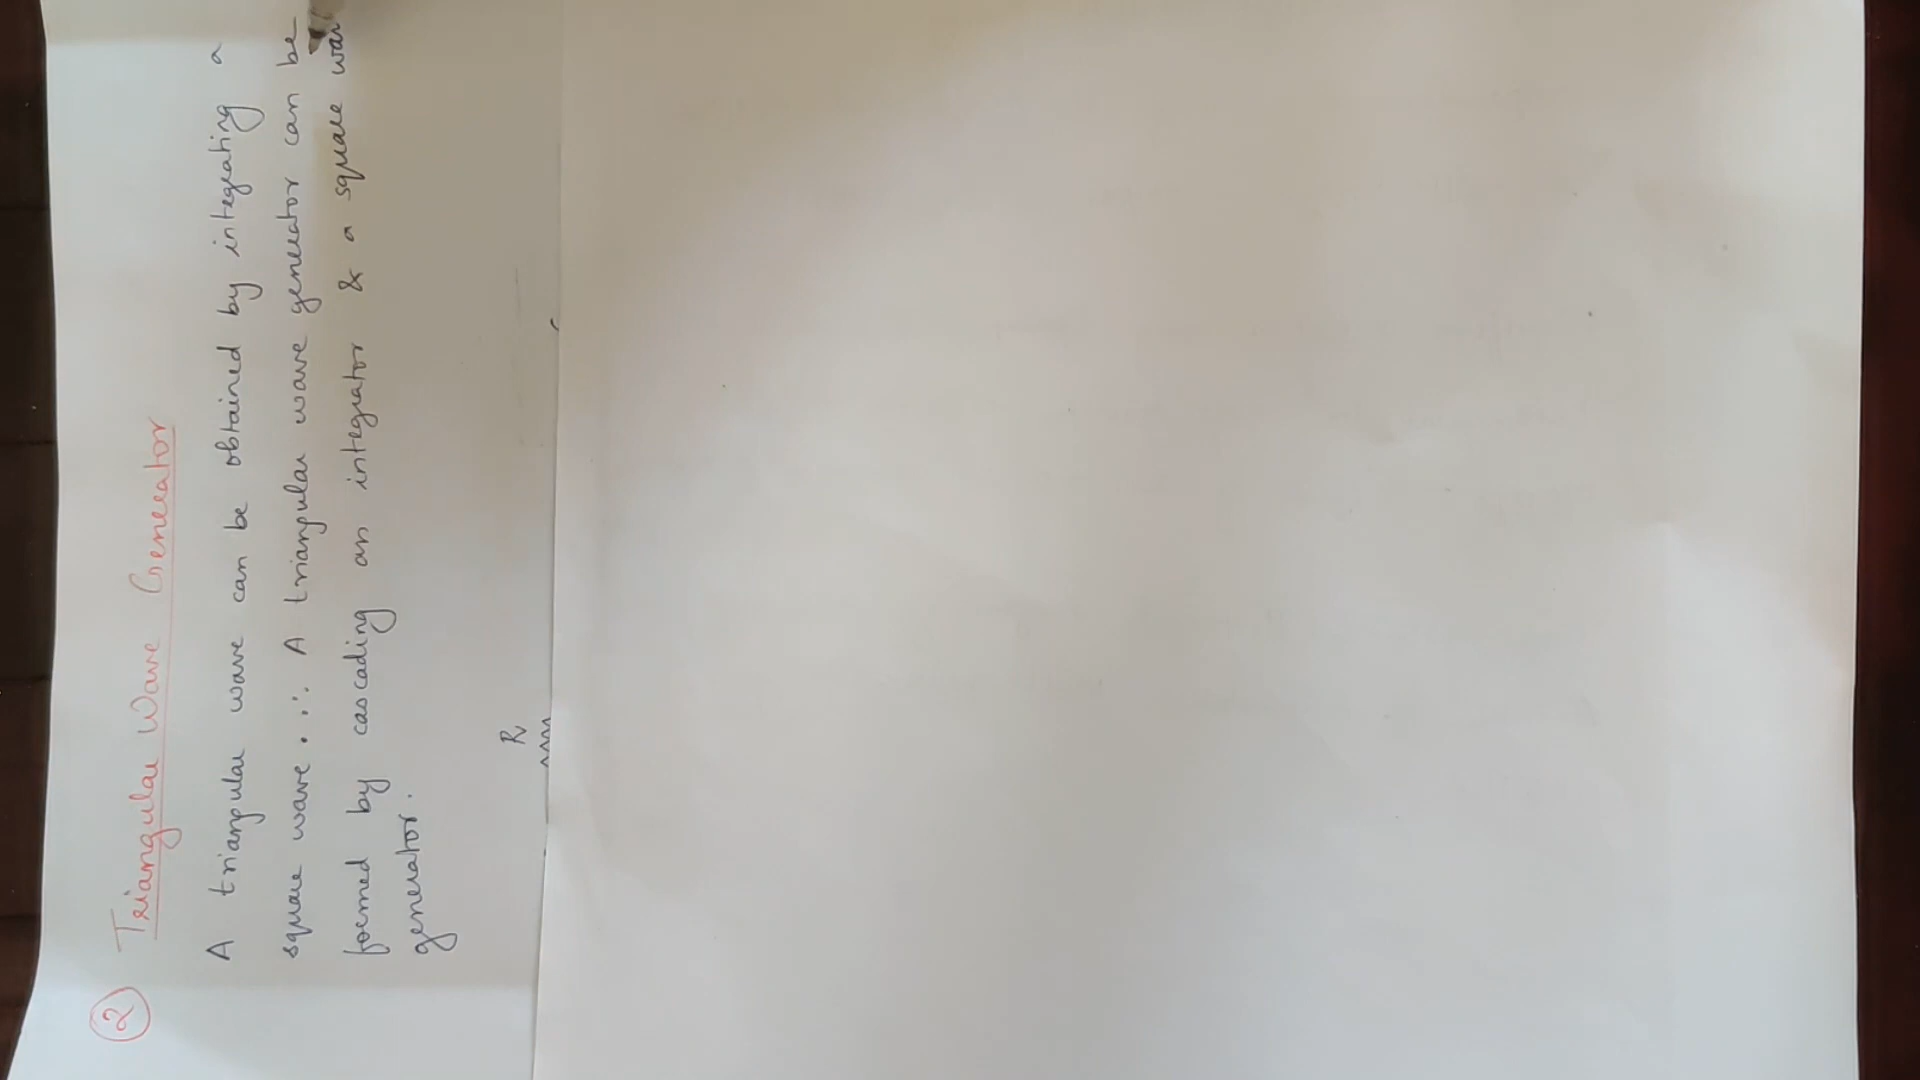 ② Triangular Wave Generator
A triangular wave can be obtained by integrating a
square wave. ∴ A triangular wave generator can be
formed by cascading an integrator & a square
generator.
R